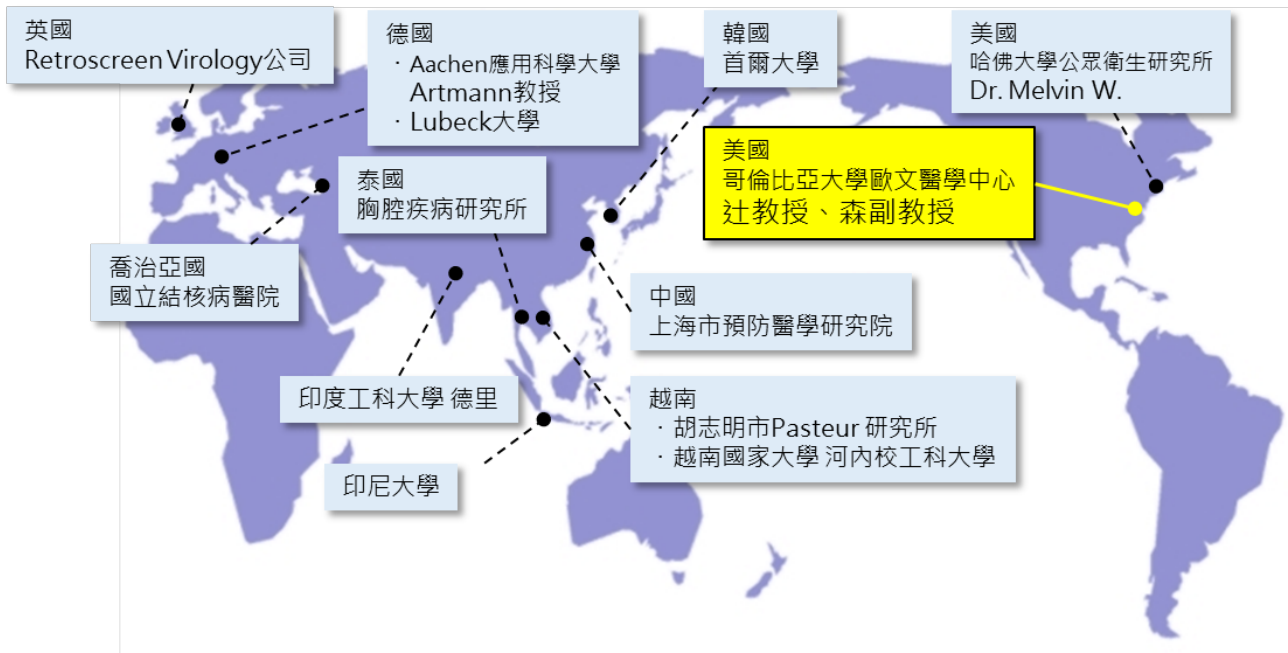 英國
Retroscreen Virology公司
德國
・Aachen應用科學大學
Artmann教授
・Lubeck大學
韓國
首爾大學
美國
哈佛大學公眾衛生研究所
Dr. Melvin W.
美國
哥倫比亞大學歐文醫學中心
辻教授、森副教授
泰國
胸腔疾病研究所
喬治亞國
國立結核病醫院
中國
上海市預防醫學研究院
印度工科大學 德里
越南
・胡志明市Pasteur 研究所
・越南國家大學 河內校工科大學
印尼大學